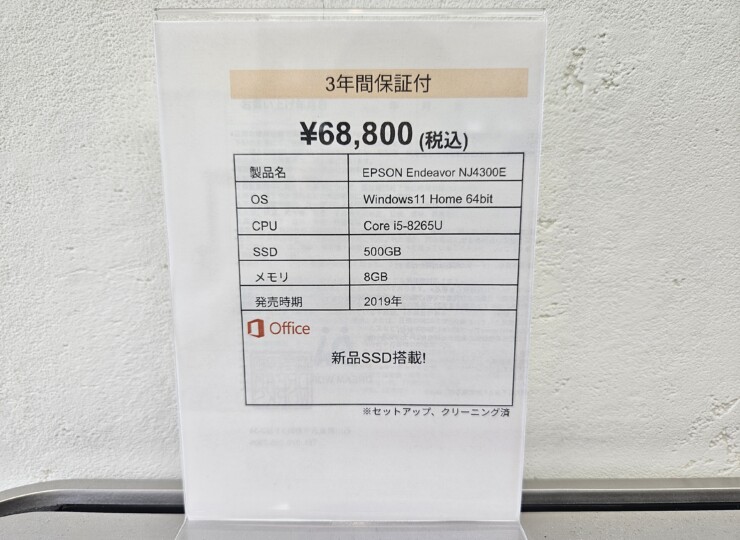 3年間保証付
¥68,800 (税込)
製品名 EPSON Endeavor NJ4300E
OS Windows11 Home 64bit
CPU Core i5-8265U
SSD 500GB
メモリ 8GB
発売時期 2019年
Office
新品SSD搭載!
※セットアップ、クリーニング済